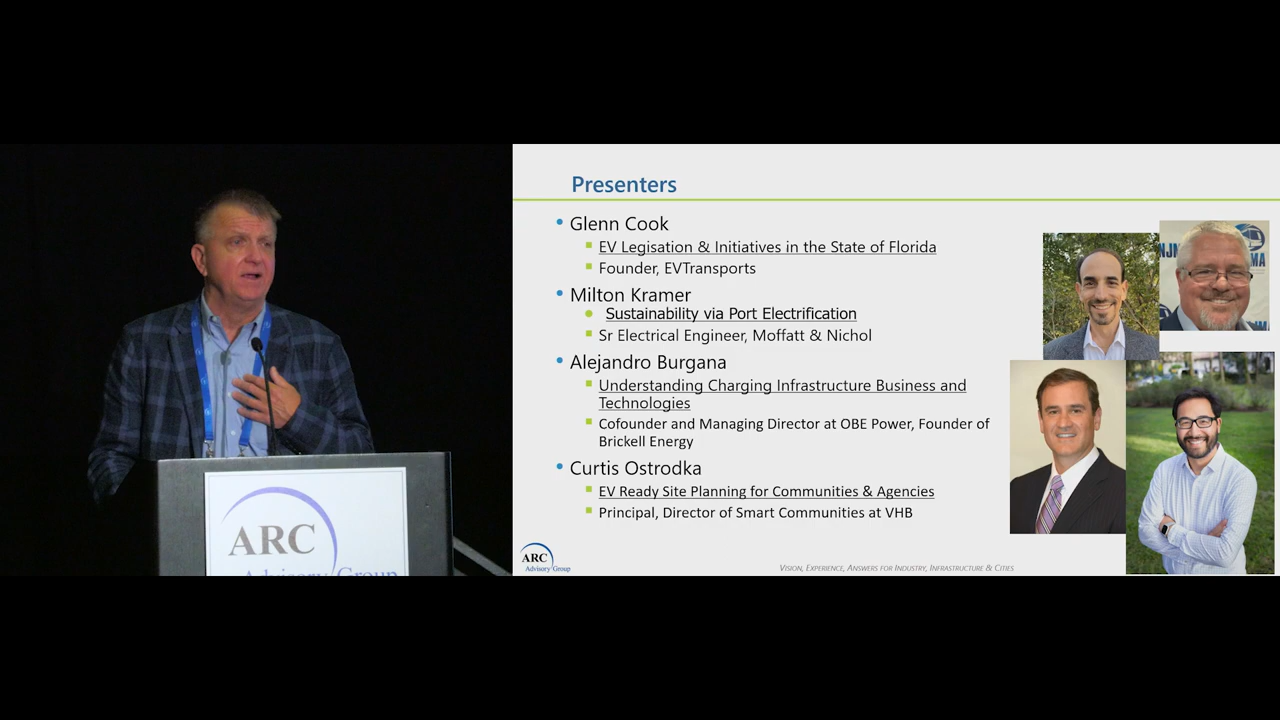 Presenters
• Glenn Cook
EV Legisation & Initiatives in the State of Florida
Founder, EVTransports
• Milton Kramer
Sustainability via Port Electrification
Sr Electrical Engineer, Moffatt & Nichol
• Alejandro Burgana
Understanding Charging Infrastructure Business and
Technologies
Cofounder and Managing Director at OBE Power, Founder of
Brickell Energy
• Curtis Ostrodka
EV Ready Site Planning for Communities & Agencies
Principal, Director of Smart Communities at VHB
ARC
Advisory Group
VISION, EXPERIENCE, ANSWERS FOR INDUSTRY, INFRASTRUCTURE & CITIES
ARC
Advisory Group